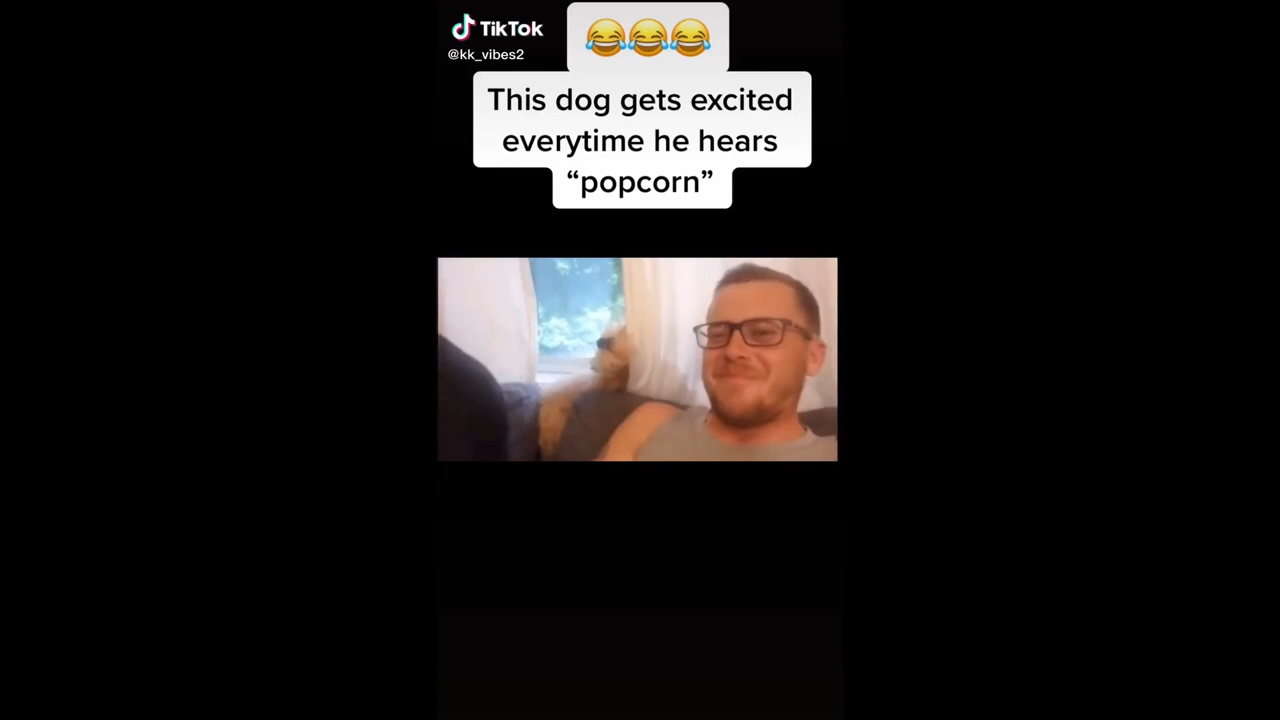 TikTok
@kk_vibes2
😂😂😂
This dog gets excited
everytime he hears
“popcorn”